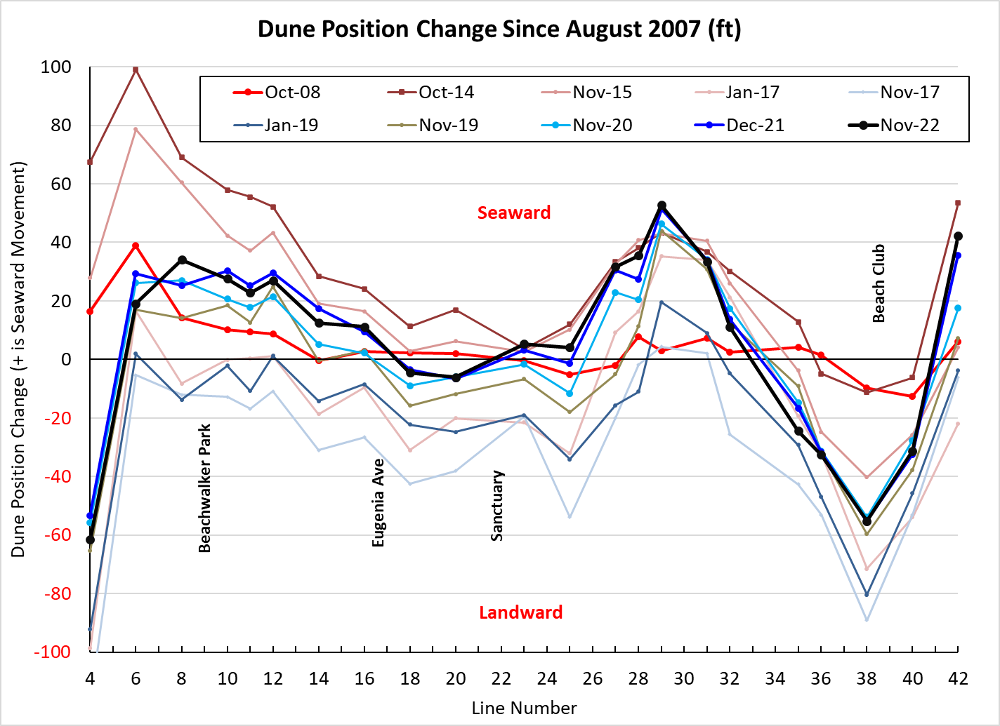 Dune Position Change Since August 2007 (ft)
Dune Position Change (+ is Seaward Movement)
100
80
60
40
20
0
-20
-40
-60
-80
-100
Oct-08 Oct-14 Nov-15 Jan-17 Nov-17
Jan-19 Nov-19 Nov-20 Dec-21 Nov-22
Seaward
Beach Club
Beachwalker Park
Eugenia Ave
Sanctuary
Landward
4 6 8 10 12 14 16 18 20 22 24 26 28 30 32 34 36 38 40 42
Line Number